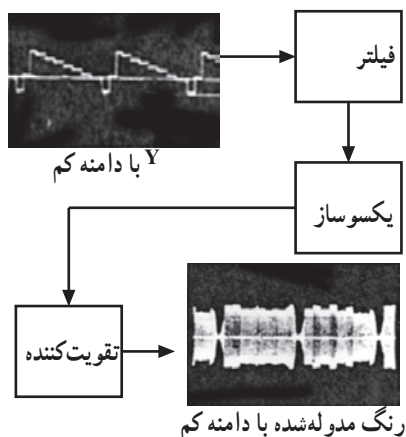 فیلتر
Y با دامنه کم
یکسوساز
تقویت‌کننده
رنگ مدوله‌شده با دامنه کم